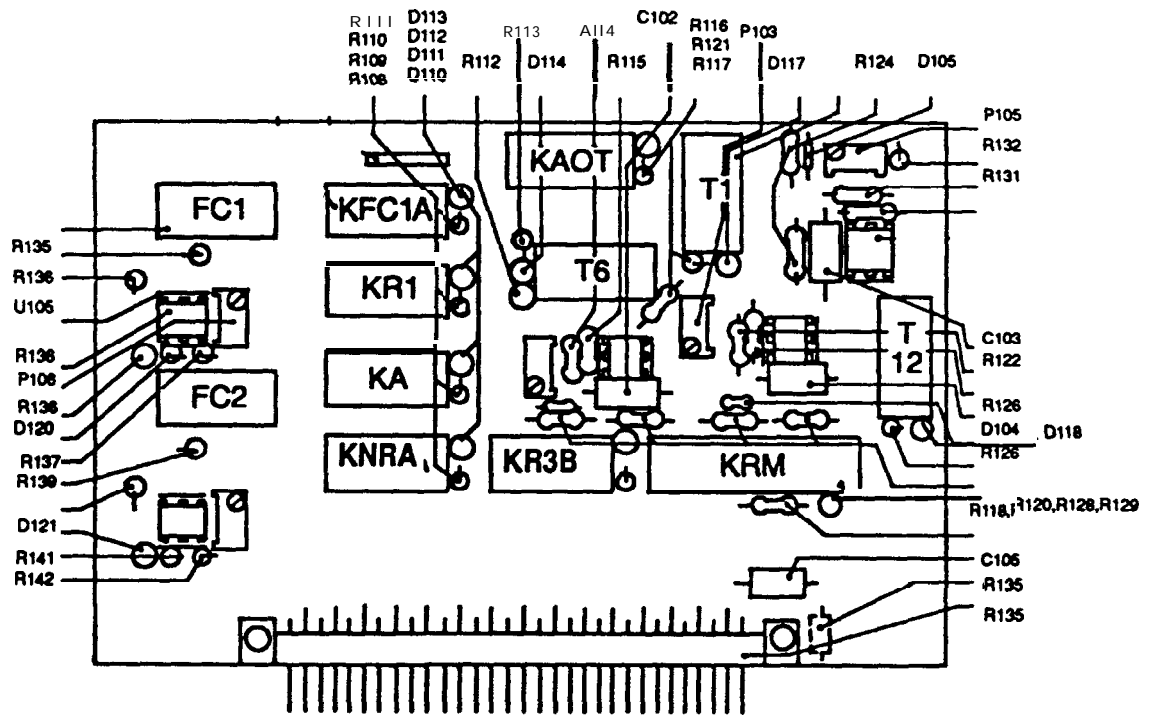 R111 D113
R110 D112
R109 D111
R108 D110
R112
R113
D114
A114
R115
C102
R116
R121
R117
P103
D117
R124
D105
P105
R132
R131
KAOT
T1
FC1
KFC1A
R135
R136
U105
KR1
T6
R136
P106
R136
D120
R137
R139
FC2
KA
T
12
C103
R122
R126
D104
D118
R126
KNRA
KR3B
KRM
R118,R120,R128,R129
D121
R141
R142
C106
R135
R135